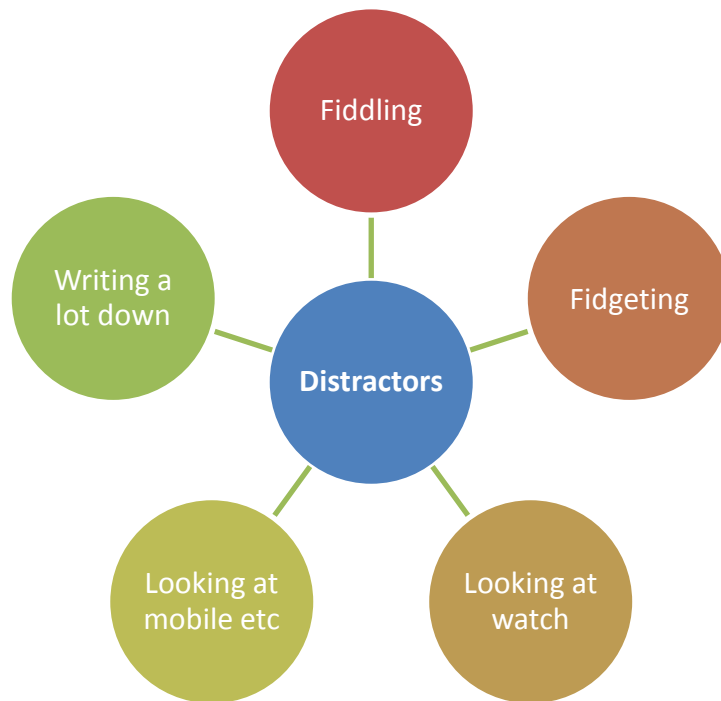 Fiddling
Writing a
lot down
Fidgeting
Distractors
Looking at
mobile etc
Looking at
watch